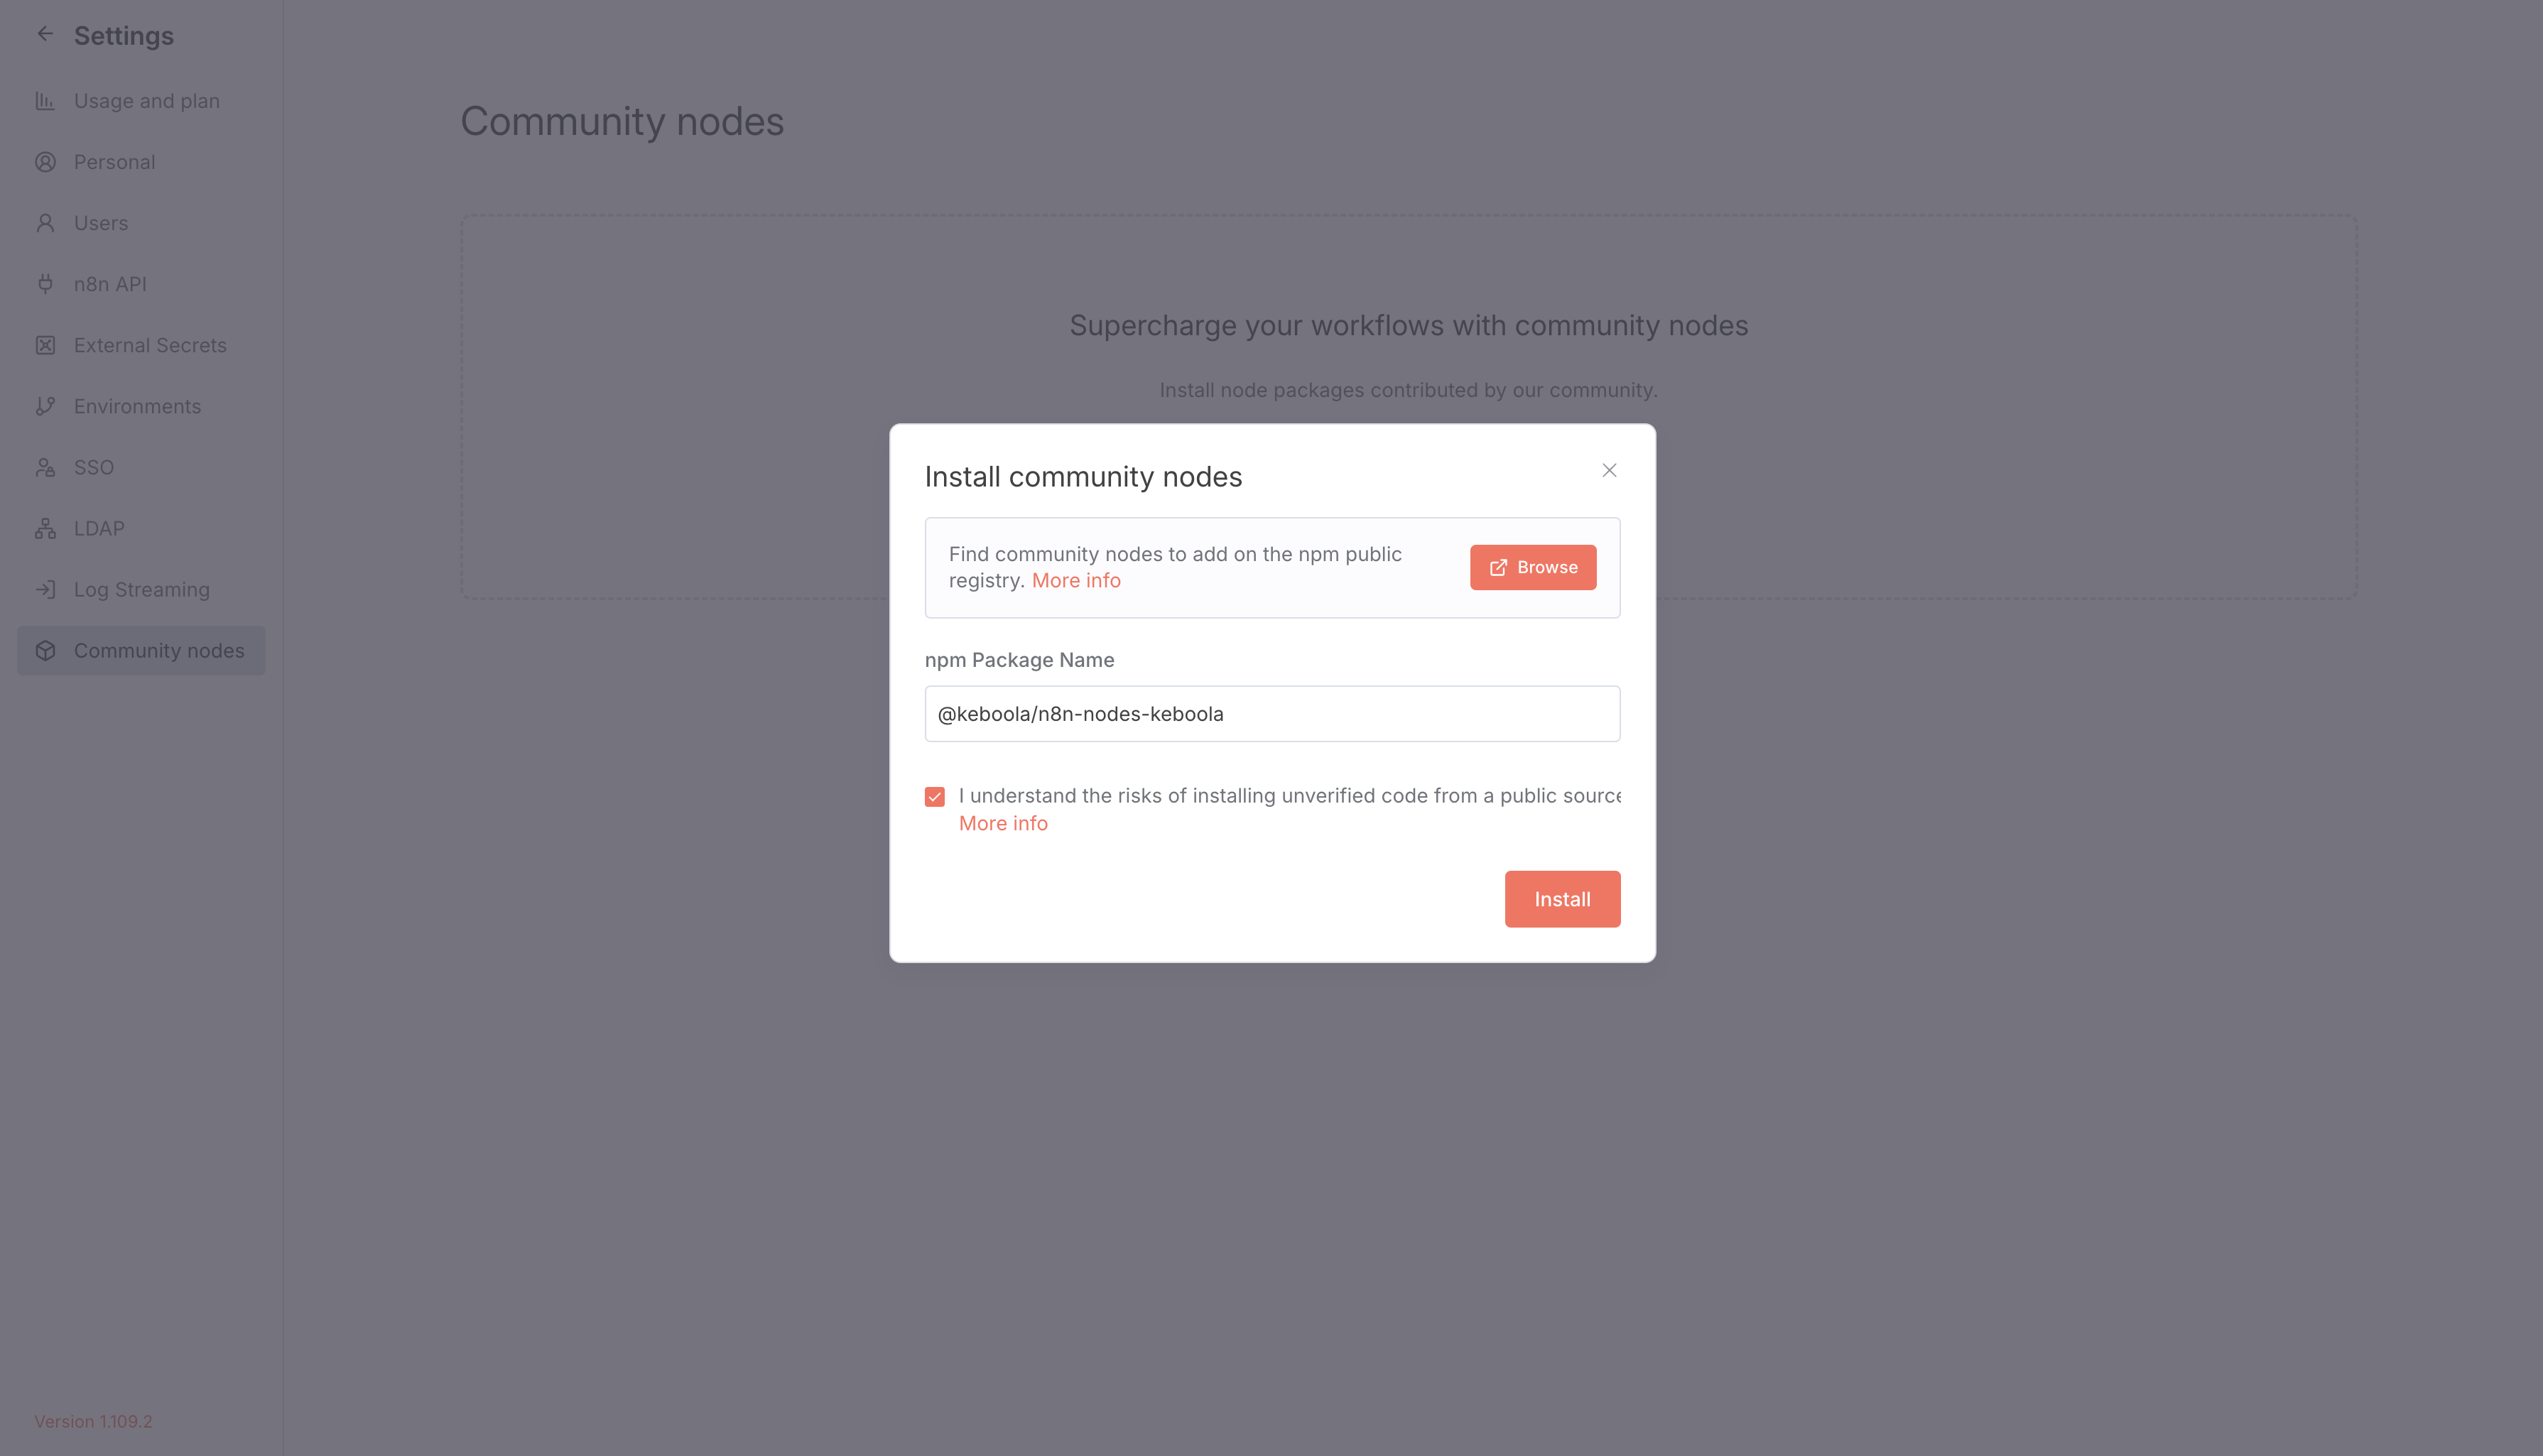 Settings
Usage and plan
Personal
Users
n8n API
External Secrets
Environments
SSO
LDAP
Log Streaming
Community nodes
Version 1.109.2
Community nodes
Supercharge your workflows with community nodes
Install node packages contributed by our community.
Install community nodes
Find community nodes to add on the npm public
registry. More info
Browse
npm Package Name
@keboola/n8n-nodes-keboola
I understand the risks of installing unverified code from a public source
More info
Install